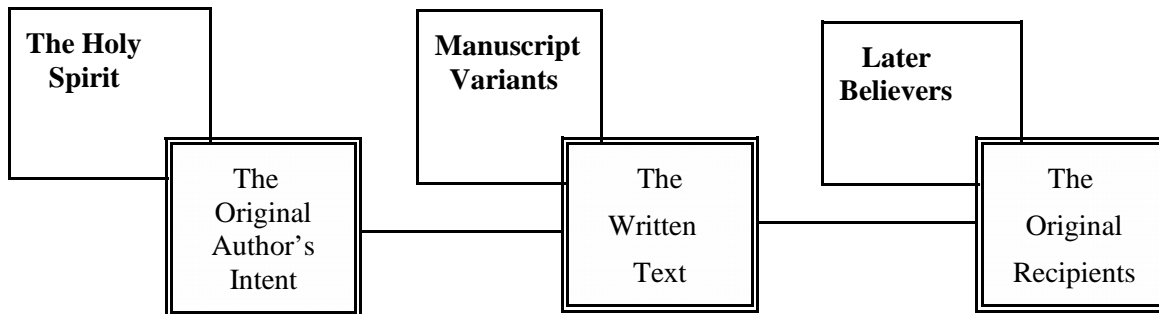 The Holy
Spirit
Manuscript
Variants
Later
Believers
The
Original
Author’s
Intent
The
Written
Text
The
Original
Recipients